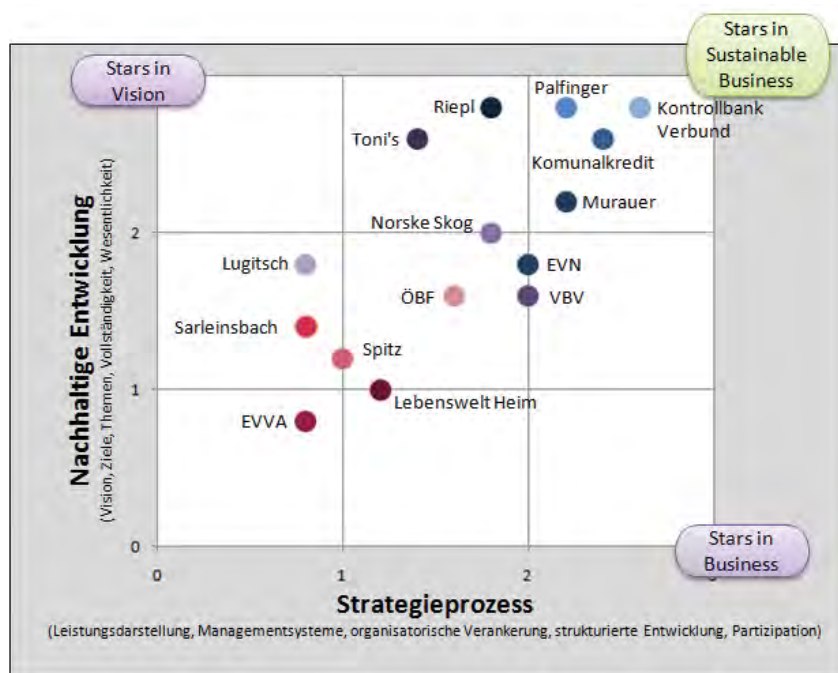 Stars in
Vision
Stars in
Sustainable
Business
Riepl
Palfinger
Kontrollbank
Verbund
Toni's
Komunalkredit
Murauer
Norske Skog
Lugitsch
EVN
ÖBF
VBV
Sarleinsbach
Spitz
Lebenswelt Heim
EVVA
2
1
0
Nachhaltige Entwicklung
(Vision, Ziele, Themen, Vollständigkeit, Wesentlichkeit)
Stars in
Business
0
1
2
Strategieprozess
(Leistungsdarstellung, Managementsysteme, organisatorische Verankerung, strukturierte Entwicklung, Partizipation)